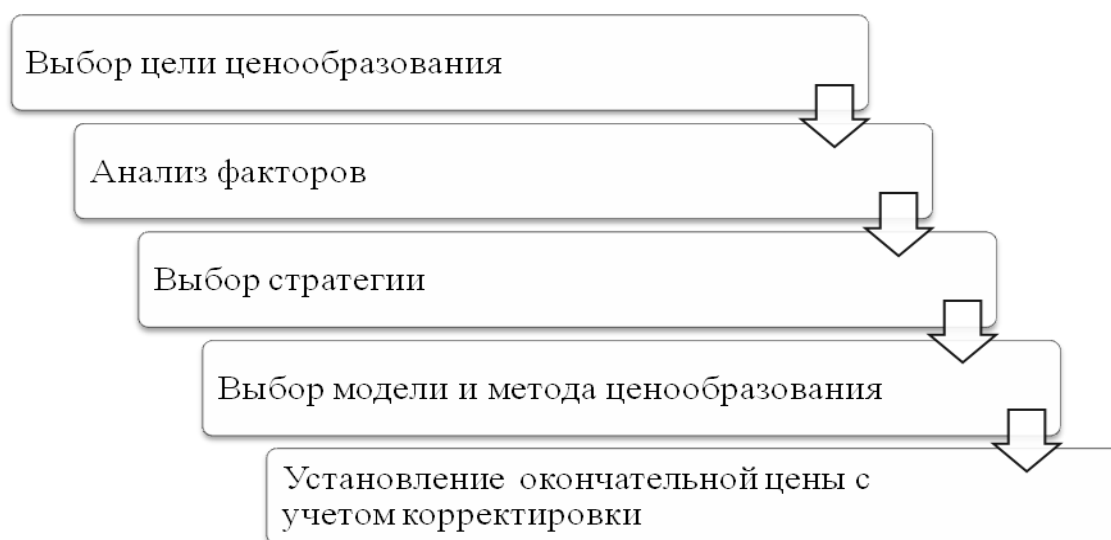 Выбор цели ценообразования
Анализ факторов
Выбор стратегии
Выбор модели и метода ценообразования
Установление окончательной цены с
учетом корректировки